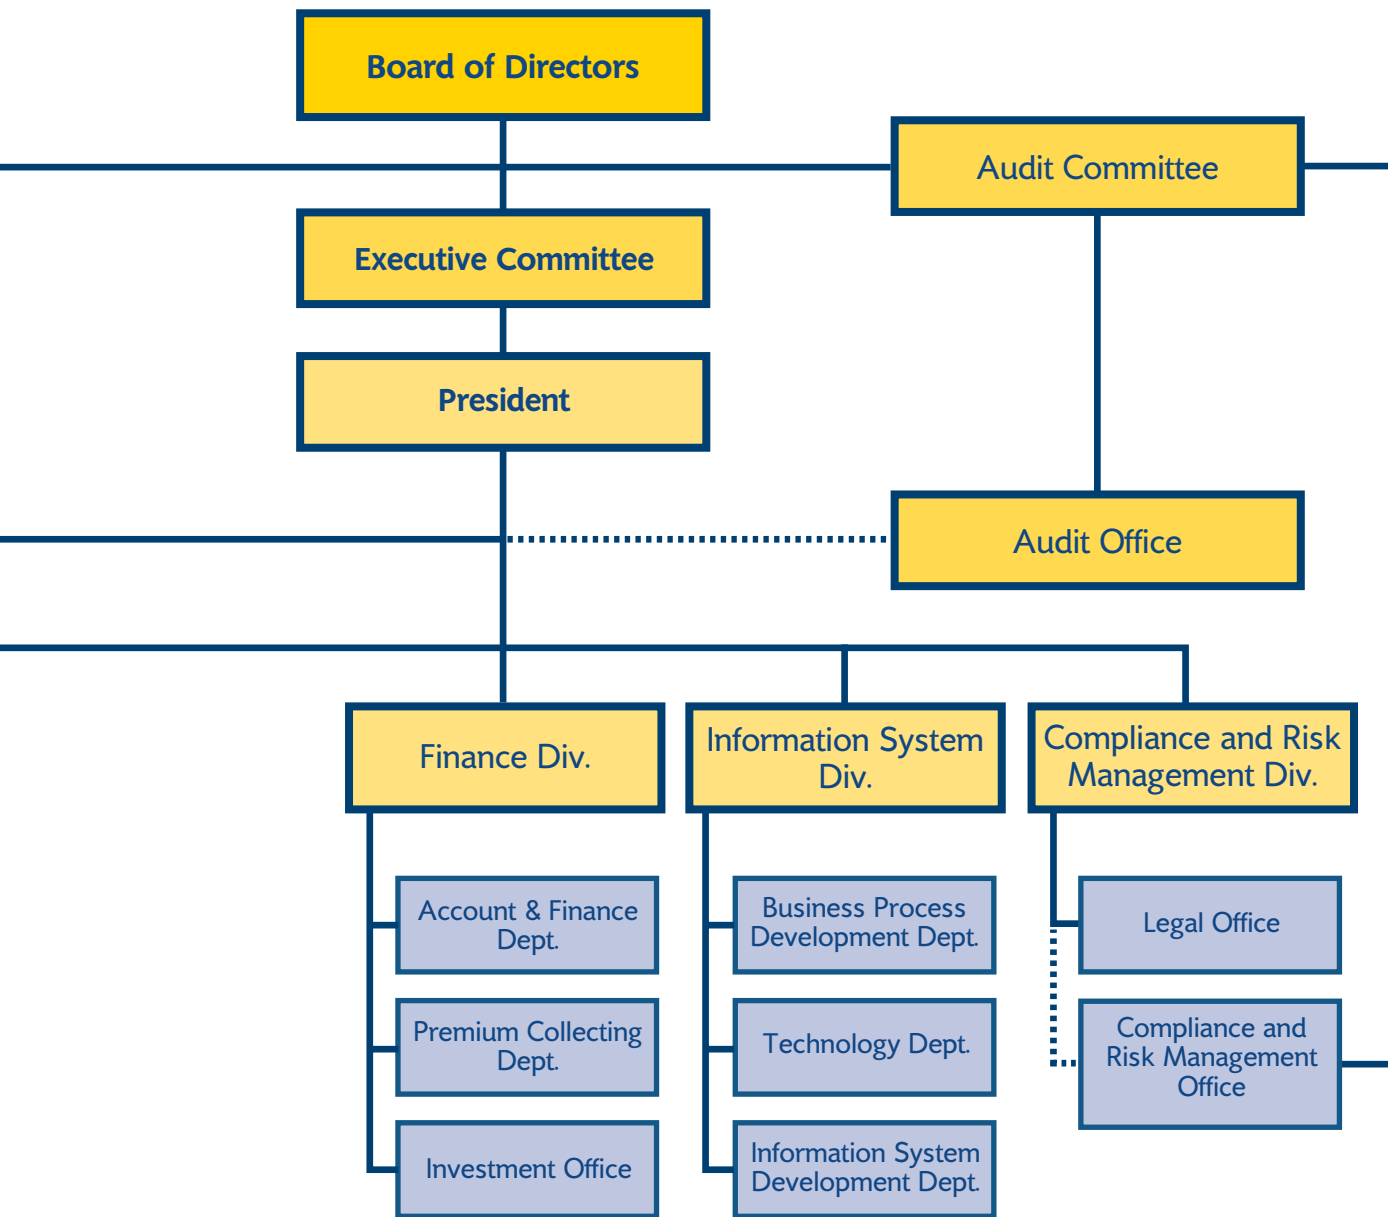 Board of Directors
Audit Committee
Executive Committee
President
Audit Office
Finance Div.
Information System
Div.
Compliance and Risk
Management Div.
Account & Finance
Dept.
Business Process
Development Dept.
Legal Office
Premium Collecting
Dept.
Technology Dept.
Compliance and
Risk Management
Office
Investment Office
Information System
Development Dept.